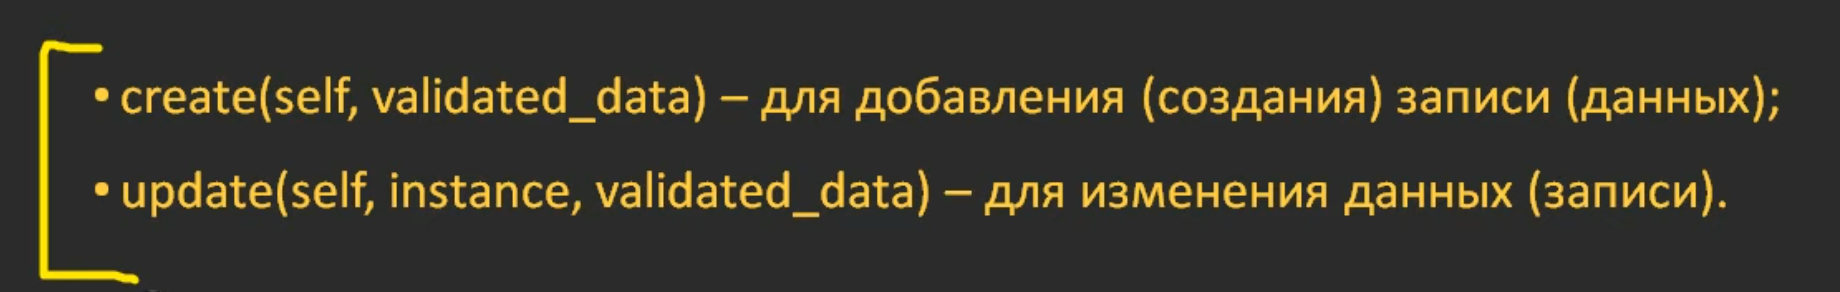 • create(self, validated_data) – для добавления (создания) записи (данных);
• update(self, instance, validated_data) – для изменения данных (записи).